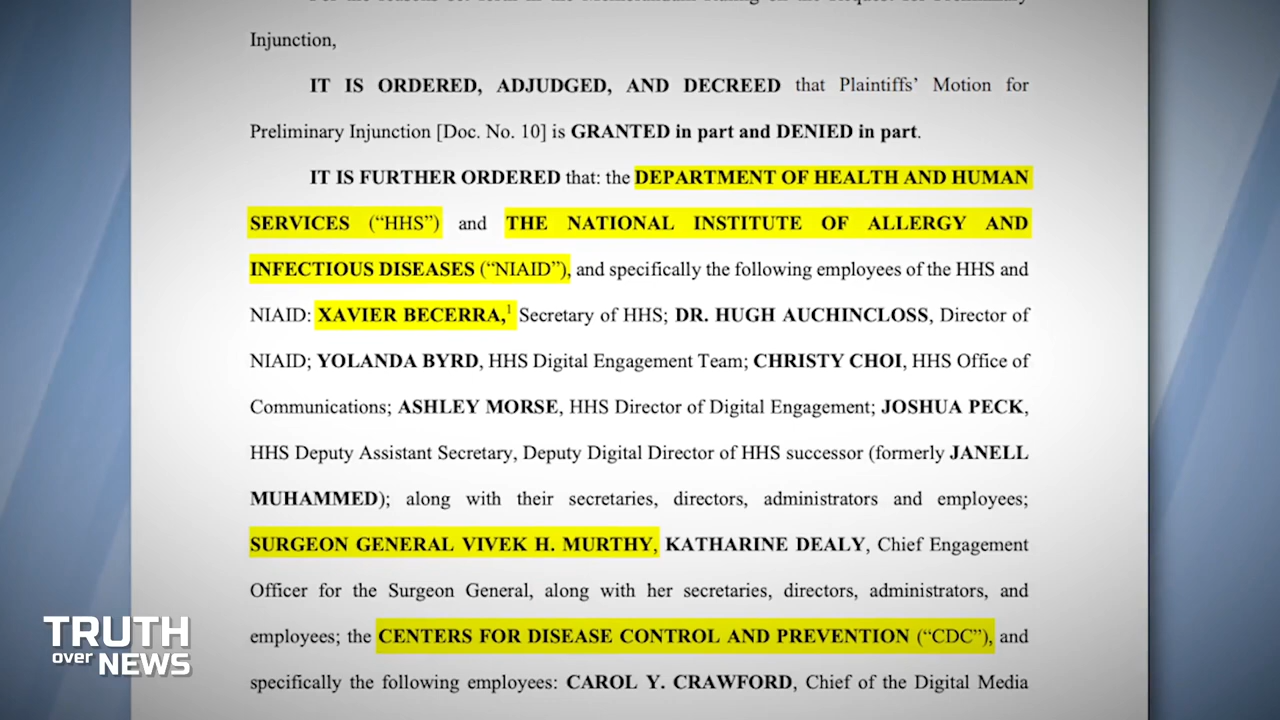 Injunction,
IT IS ORDERED, ADJUDGED, AND DECREED that Plaintiffs’ Motion for
Preliminary Injunction [Doc. No. 10] is GRANTED in part and DENIED in part.
IT IS FURTHER ORDERED that: the DEPARTMENT OF HEALTH AND HUMAN
SERVICES (“HHS”) and THE NATIONAL INSTITUTE OF ALLERGY AND
INFECTIOUS DISEASES (“NIAID”), and specifically the following employees of the HHS and
NIAID: XAVIER BECERRA,¹ Secretary of HHS; DR. HUGH AUCHINCLOSS, Director of
NIAID; YOLANDA BYRD, HHS Digital Engagement Team; CHRISTY CHOI, HHS Office of
Communications; ASHLEY MORSE, HHS Director of Digital Engagement; JOSHUA PECK,
HHS Deputy Assistant Secretary, Deputy Digital Director of HHS successor (formerly JANELL
MUHAMMED); along with their secretaries, directors, administrators and employees;
SURGEON GENERAL VIVEK H. MURTHY, KATHARINE DEALY, Chief Engagement
Officer for the Surgeon General, along with her secretaries, directors, administrators, and
employees; the CENTERS FOR DISEASE CONTROL AND PREVENTION (“CDC”), and
specifically the following employees: CAROL Y. CRAWFORD, Chief of the Digital Media
TRUTH
over NEWS